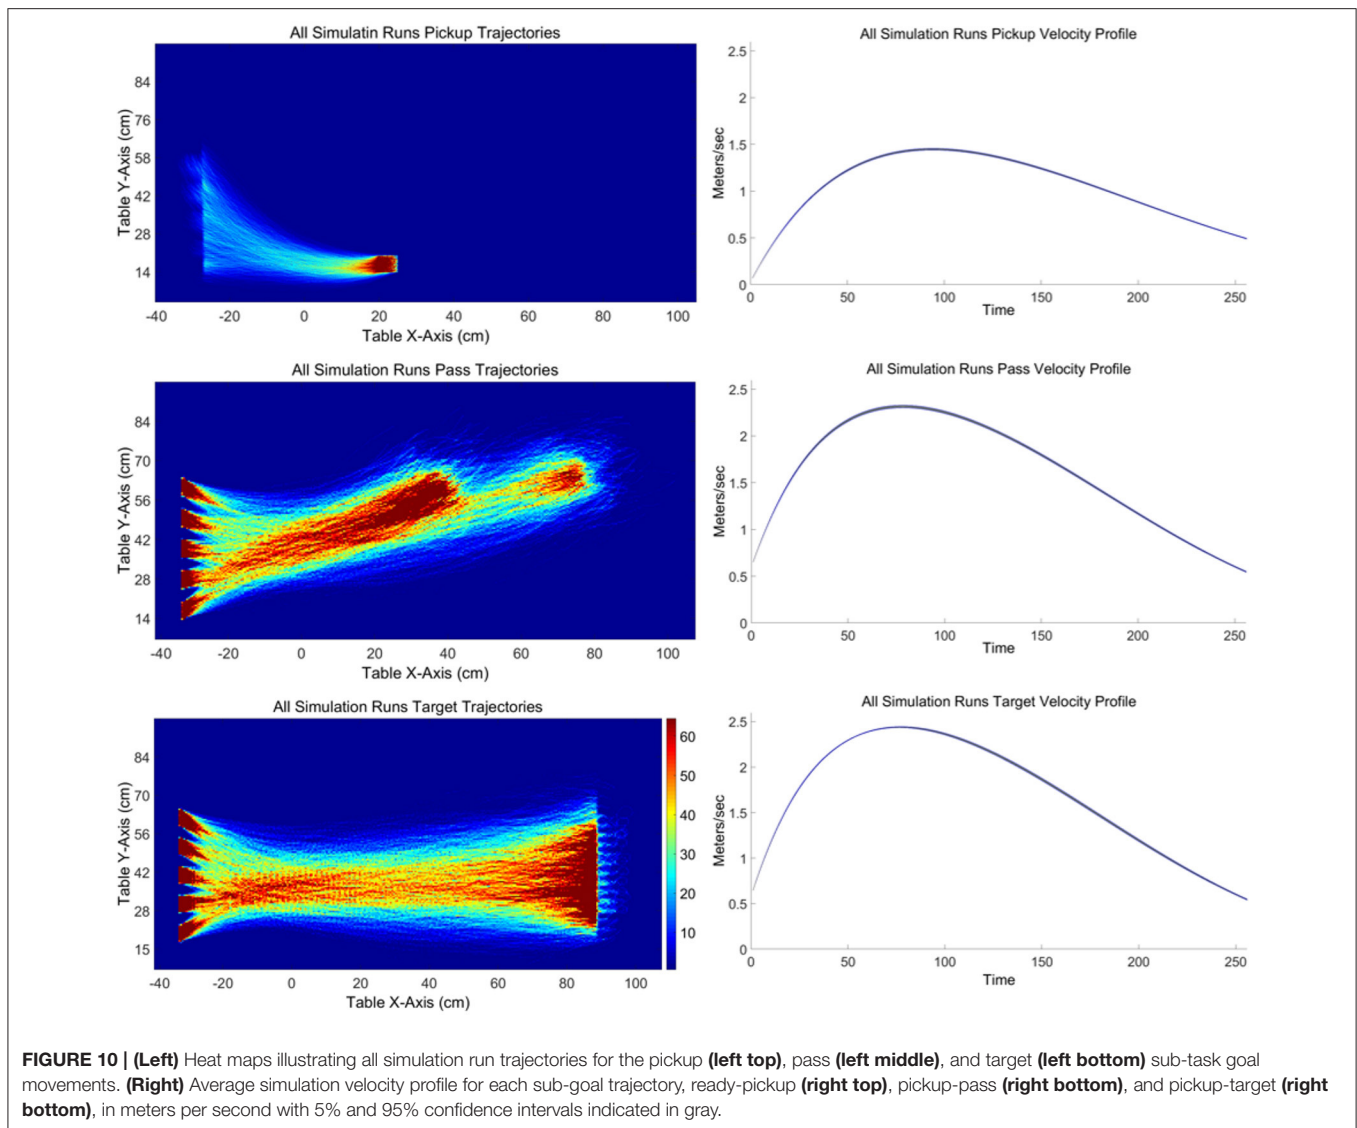 All Simulatin Runs Pickup Trajectories
84
76
58
42
28
14
Table Y-Axis (cm)
-40 -20 0 20 40 60 80 100
Table X-Axis (cm)
All Simulation Runs Pickup Velocity Profile
2.5
2
1.5
1
0.5
0
Meters/sec
0 50 100 150 200 250
Time
All Simulation Runs Pass Trajectories
84
70
56
42
28
14
Table Y-Axis (cm)
-40 -20 0 20 40 60 80 100
Table X-Axis (cm)
All Simulation Runs Pass Velocity Profile
2.5
2
1.5
1
0.5
0
Meters/sec
0 50 100 150 200 250
Time
All Simulation Runs Target Trajectories
84
70
56
42
28
15
Table Y-Axis (cm)
-40 -20 0 20 40 60 80 100
Table X-Axis (cm)
60
50
40
30
20
10
All Simulation Runs Target Velocity Profile
2.5
2
1.5
1
0.5
0
Meters/sec
0 50 100 150 200 250
Time
FIGURE 10 | (Left) Heat maps illustrating all simulation run trajectories for the pickup (left top), pass (left middle), and target (left bottom) sub-task goal
movements. (Right) Average simulation velocity profile for each sub-goal trajectory, ready-pickup (right top), pickup-pass (right bottom), and pickup-target (right
bottom), in meters per second with 5% and 95% confidence intervals indicated in gray.